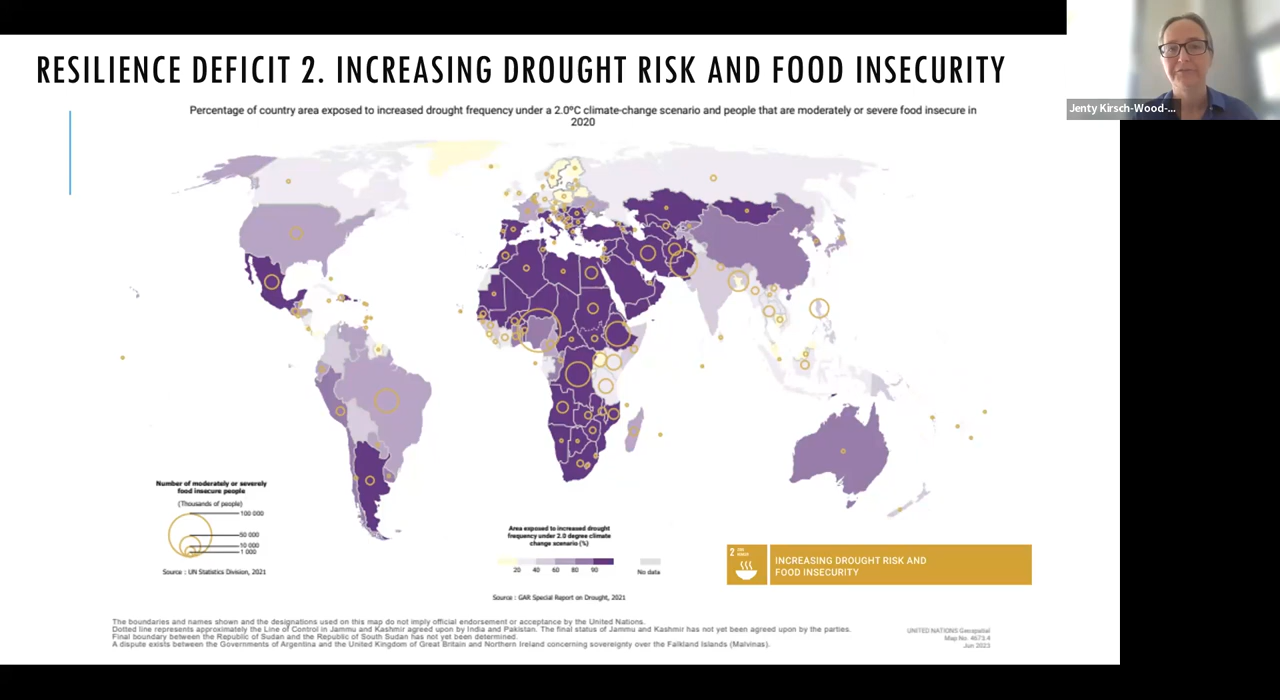 RESILIENCE DEFICIT 2. INCREASING DROUGHT RISK AND FOOD INSECURITY
Jenty Kirsch-Wood-...
Percentage of country area exposed to increased drought frequency under a 2.0ºC climate-change scenario and people that are moderately or severe food insecure in
2020
Number of moderately or severely
food insecure people
(Thousands of people)
100 000
50 000
10 000
1 000
Source : UN Statistics Division, 2021
Area exposed to increased drought
frequency under 2.0 degree climate
change scenario (%)
20 40 60 80 90
No data
Source : GAR Special Report on Drought, 2021
2
INCREASING DROUGHT RISK AND
FOOD INSECURITY
The boundaries and names shown and the designations used on this map do not imply official endorsement or acceptance by the United Nations.
Dotted line represents approximately the Line of Control in Jammu and Kashmir agreed upon by India and Pakistan. The final status of Jammu and Kashmir has not yet been agreed upon by the parties.
Final boundary between the Republic of Sudan and the Republic of South Sudan has not yet been determined.
A dispute exists between the Governments of Argentina and the United Kingdom of Great Britain and Northern Ireland concerning sovereignty over the Falkland Islands (Malvinas).
UNITED NATIONS Geospatial
Map No. 4673.4
Jun 2023